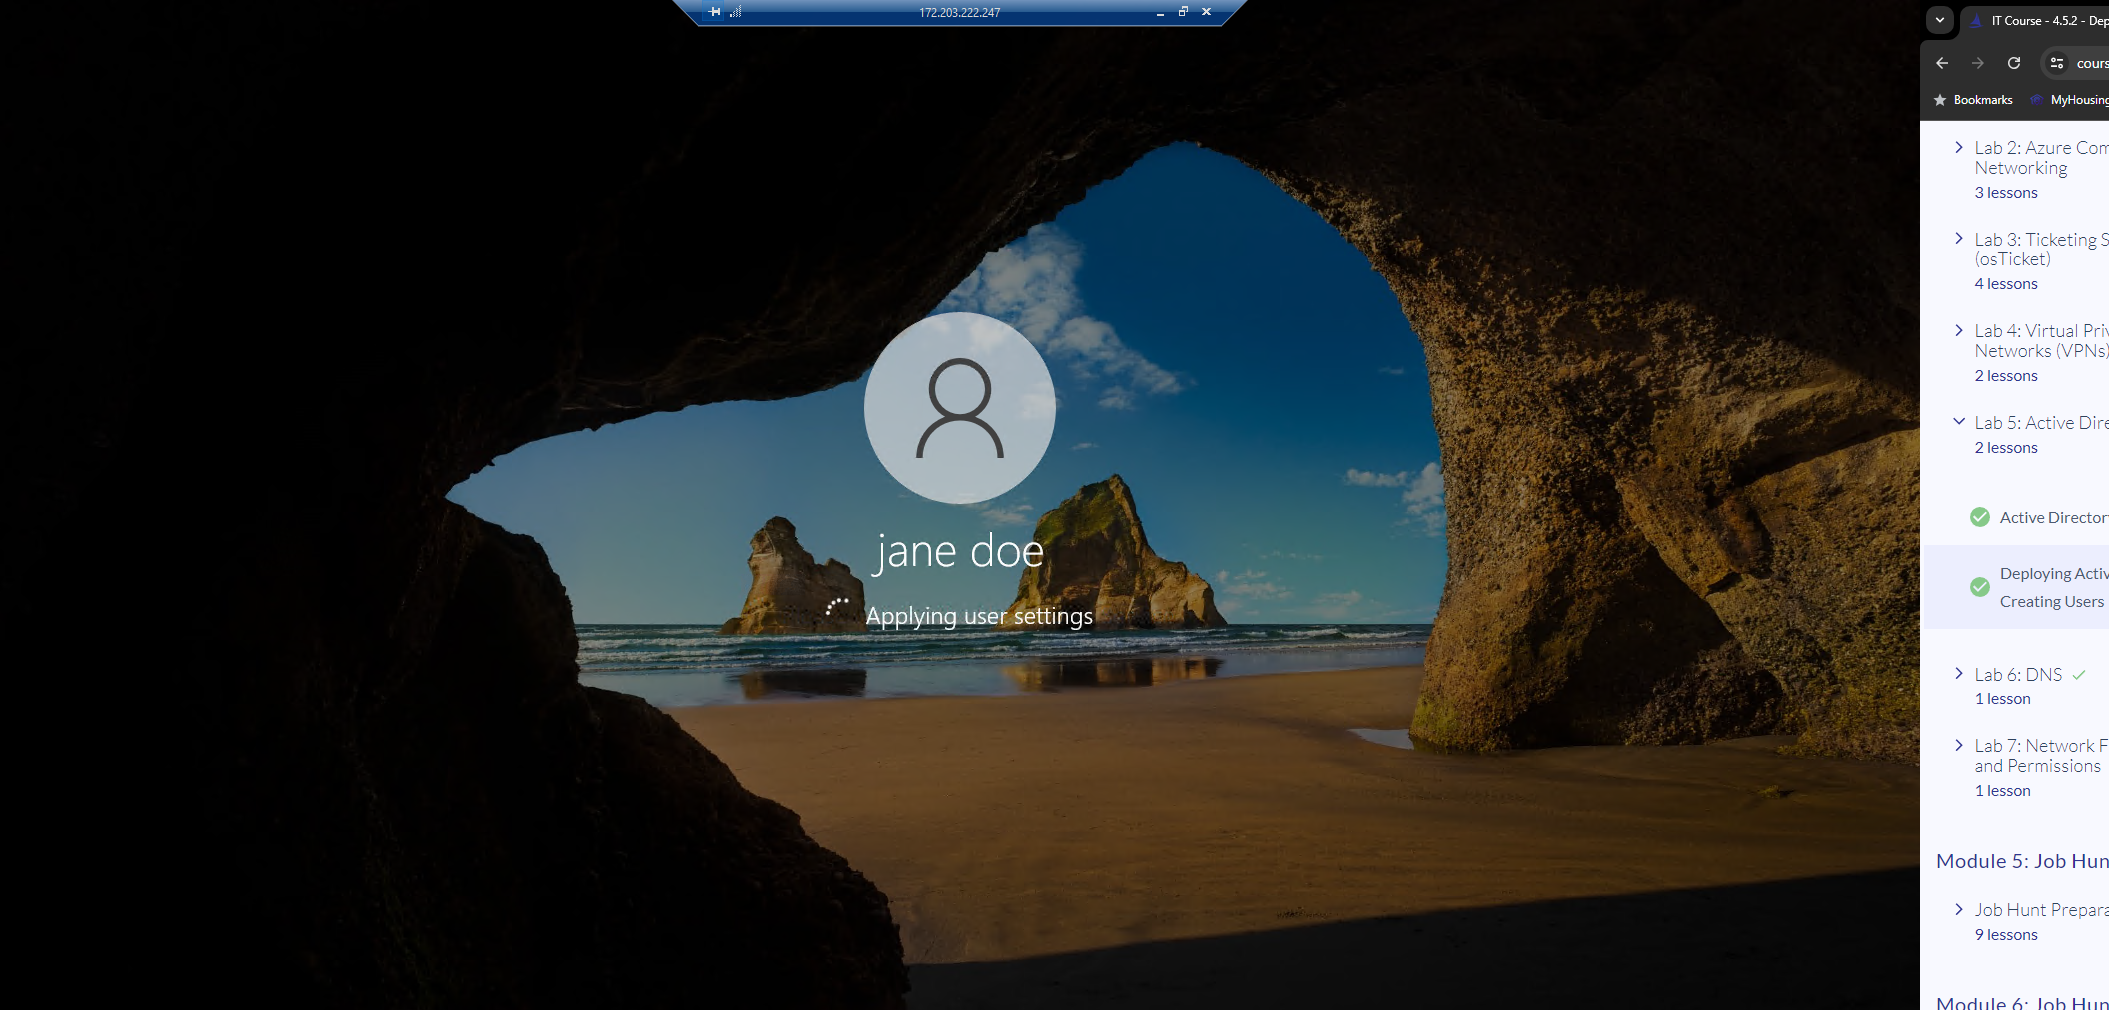 172.203.222.247
jane doe
Applying user settings
IT Course - 4.5.2 - Dep
cours
Bookmarks
MyHousing
Lab 2: Azure Com
Networking
3 lessons
Lab 3: Ticketing S
(osTicket)
4 lessons
Lab 4: Virtual Priv
Networks (VPNs)
2 lessons
Lab 5: Active Dire
2 lessons
Active Director
Deploying Activ
Creating Users
Lab 6: DNS
1 lesson
Lab 7: Network F
and Permissions
1 lesson
Module 5: Job Hun
Job Hunt Prepara
9 lessons
Module 6: Job Hun